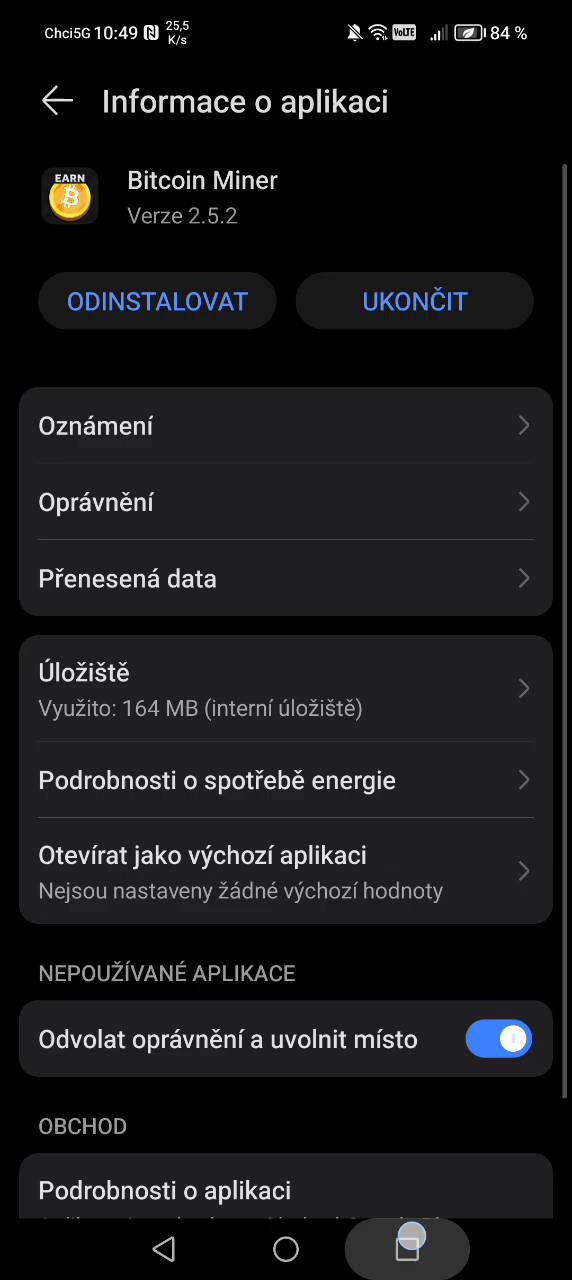 Chci5G 10:49 25,5 K/s VoLTE 84 %
Informace o aplikaci
EARN
Bitcoin Miner
Verze 2.5.2
ODINSTALOVAT UKONČIT
Oznámení
Oprávnění
Přenesená data
Úložiště
Využito: 164 MB (interní úložiště)
Podrobnosti o spotřebě energie
Otevírat jako výchozí aplikaci
Nejsou nastaveny žádné výchozí hodnoty
NEPOUŽÍVANÉ APLIKACE
Odvolat oprávnění a uvolnit místo
OBCHOD
Podrobnosti o aplikaci